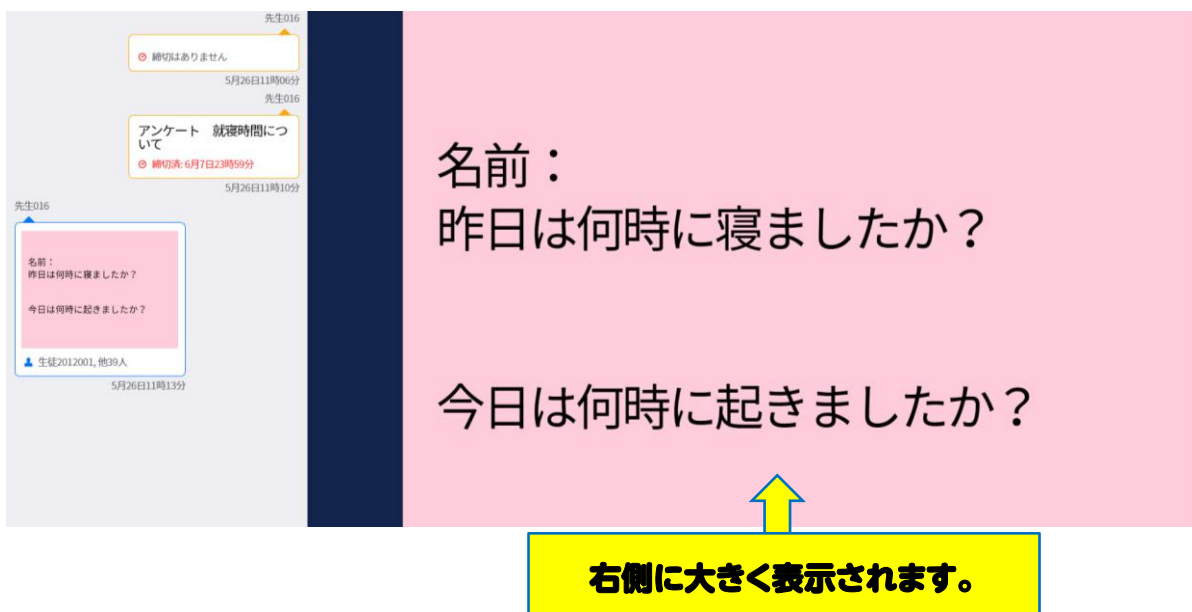 先生016
締切はありません
5月26日11時06分
先生016
アンケート　就寝時間につ
いて
締切済: 6月7日23時59分
5月26日11時10分
先生016
名前：
昨日は何時に寝ましたか？
今日は何時に起きましたか？
生徒2012001, 他39人
5月26日11時13分
名前：
昨日は何時に寝ましたか？
今日は何時に起きましたか？
右側に大きく表示されます。